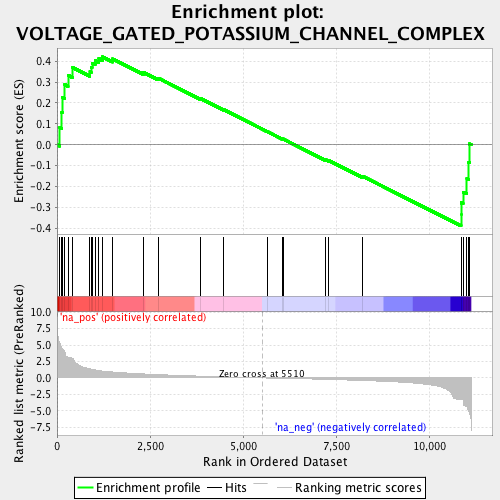 Enrichment plot:
VOLTAGE_GATED_POTASSIUM_CHANNEL_COMPLEX
Enrichment score (ES)
0.4
0.3
0.2
0.1
0.0
-0.1
-0.2
-0.3
-0.4
'na_pos' (positively correlated)
Ranked list metric (PreRanked)
10.0
7.5
5.0
2.5
0.0
-2.5
-5.0
-7.5
Zero cross at 5510
'na_neg' (negatively correlated)
0 2,500 5,000 7,500 10,000
Rank in Ordered Dataset
Enrichment profile Hits Ranking metric scores